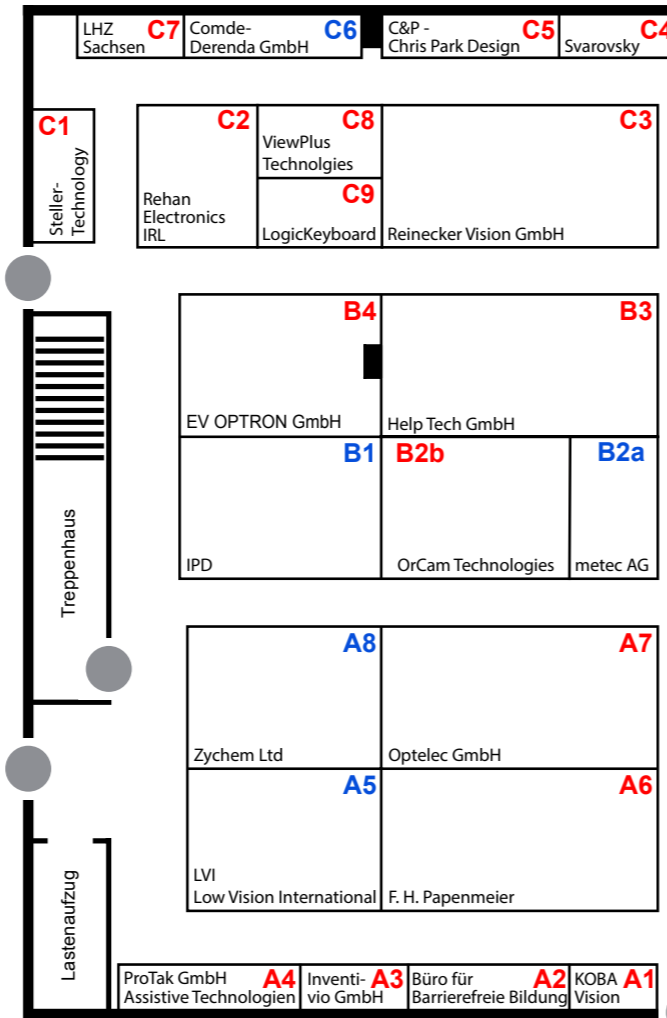 LHZ
Sachsen
C7
Comde-
Derenda GmbH
C6
C&P -
Chris Park Design
C5
Svarovsky
C4
C1
Steller-
Technology
C2
Rehan
Electronics
IRL
C8
ViewPlus
Technolgies
C9
LogicKeyboard
C3
Reinecker Vision GmbH
B4
EV OPTRON GmbH
B3
Help Tech GmbH
B1
IPD
B2b
OrCam Technologies
B2a
metec AG
Treppenhaus
A8
Zychem Ltd
A7
Optelec GmbH
A5
LVI
Low Vision International
A6
F. H. Papenmeier
Lastenaufzug
ProTak GmbH
Assistive Technologien
A4
Inventi-
vio GmbH
A3
Büro für
Barrierefreie Bildung
A2
KOBA
Vision
A1